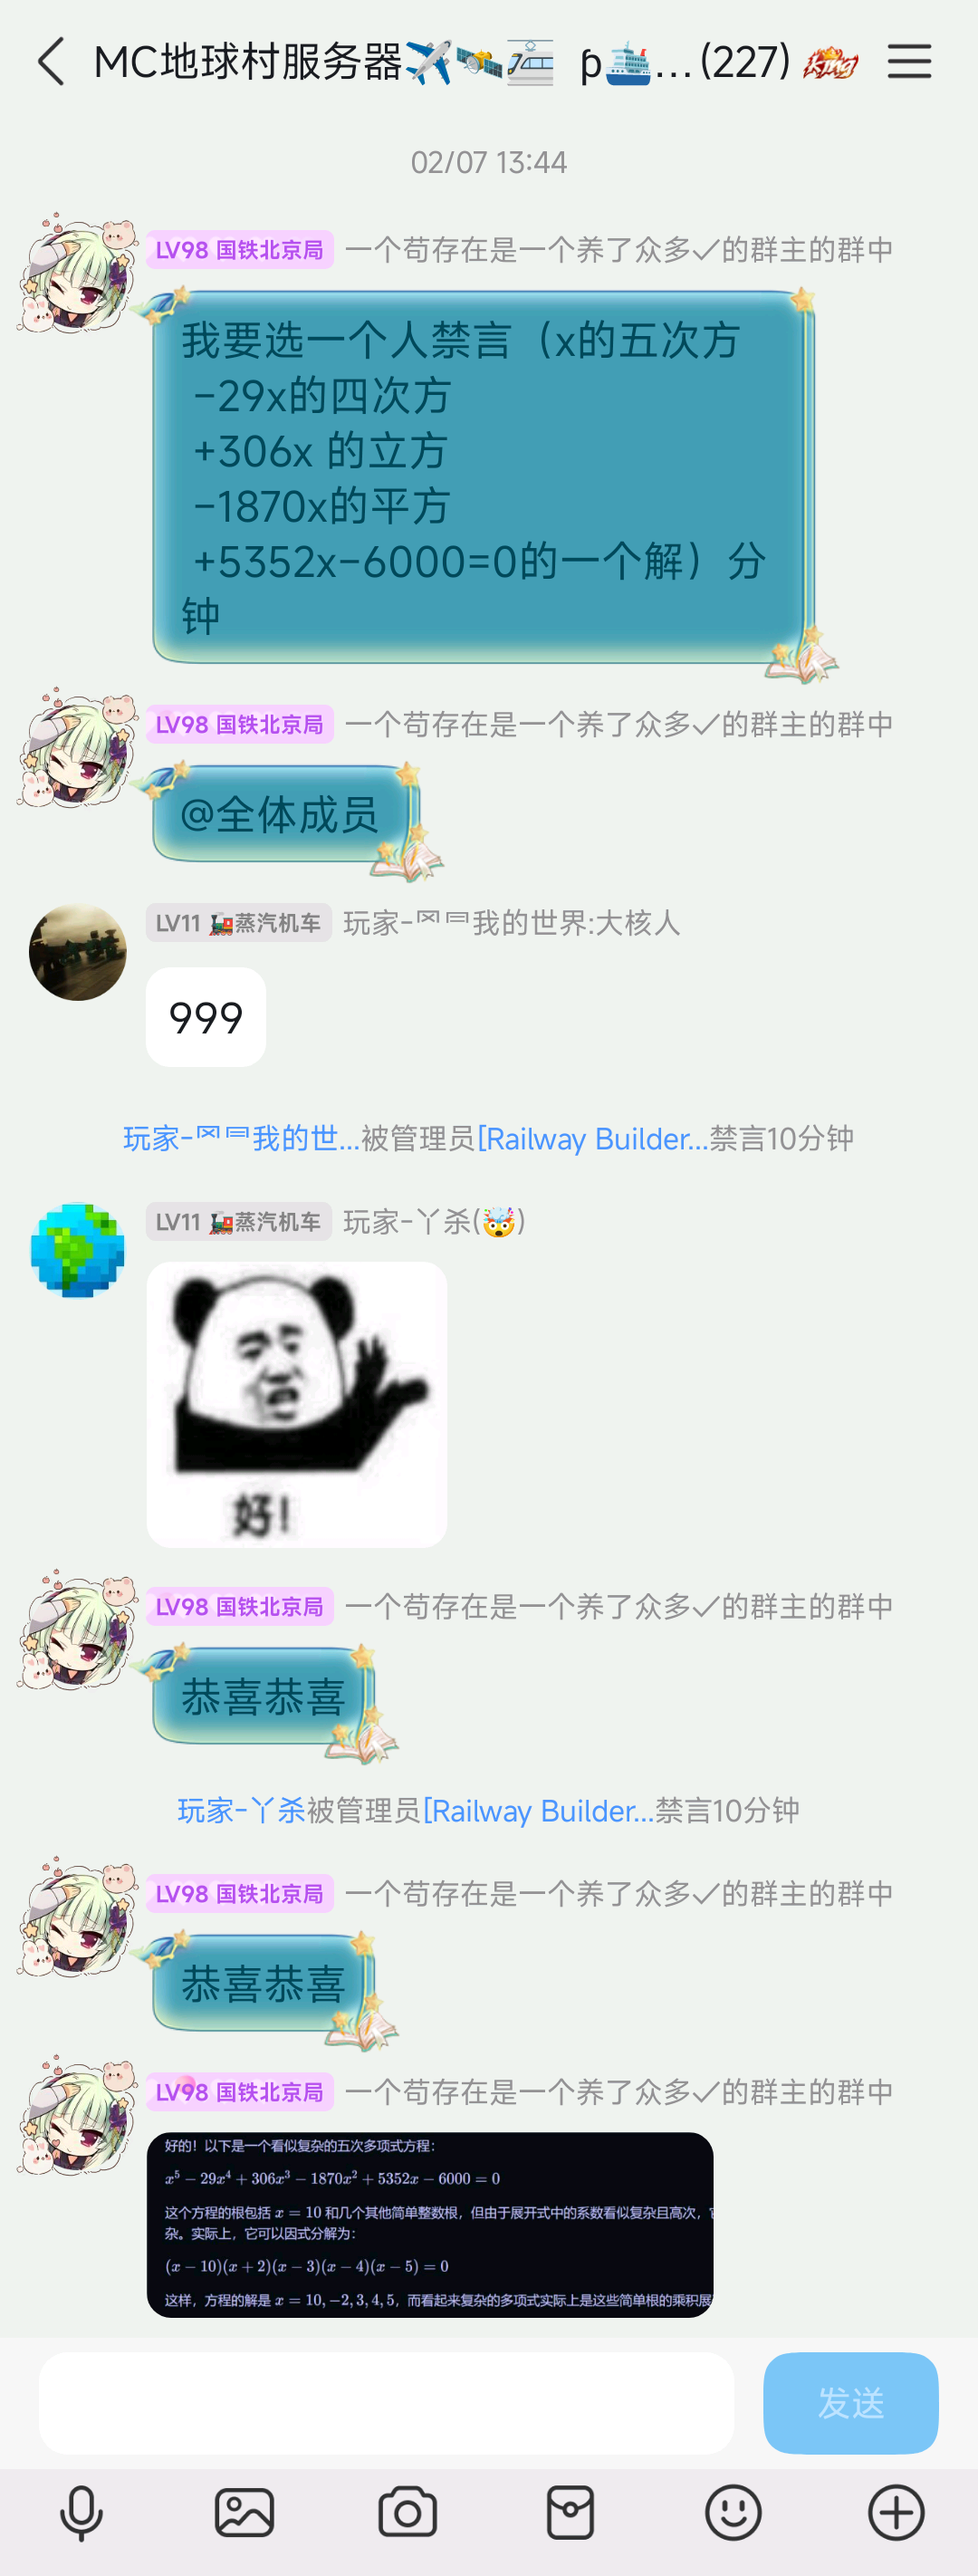 MC地球村服务器✈️🛰️🚈 ƥ🛳️...(227) King
02/07 13:44
LV98 国铁北京局 一个苟存在是一个养了众多✓的群主的群中
我要选一个人禁言（x的五次方
-29x的四次方
+306x 的立方
-1870x的平方
+5352x-6000=0的一个解）分
钟
LV98 国铁北京局 一个苟存在是一个养了众多✓的群主的群中
@全体成员
LV11 🚂蒸汽机车 玩家-爫⺕我的世界:大核人
999
玩家-爫⺕我的世...被管理员[Railway Builder...禁言10分钟
LV11 🚂蒸汽机车 玩家-丫杀(🤯)
好!
LV98 国铁北京局 一个苟存在是一个养了众多✓的群主的群中
恭喜恭喜
玩家-丫杀被管理员[Railway Builder...禁言10分钟
LV98 国铁北京局 一个苟存在是一个养了众多✓的群主的群中
恭喜恭喜
LV98 国铁北京局 一个苟存在是一个养了众多✓的群主的群中
好的！以下是一个看似复杂的五次多项式方程：
x⁵ − 29x⁴ + 306x³ − 1870x² + 5352x − 6000 = 0
这个方程的根包括 x = 10 和几个其他简单整数根，但由于展开式中的系数看似复杂且高次，
杂。实际上，它可以因式分解为：
(x − 10)(x + 2)(x − 3)(x − 4)(x − 5) = 0
这样，方程的解是 x = 10, −2, 3, 4, 5，而看起来复杂的多项式实际上是这些简单根的乘积展
发送